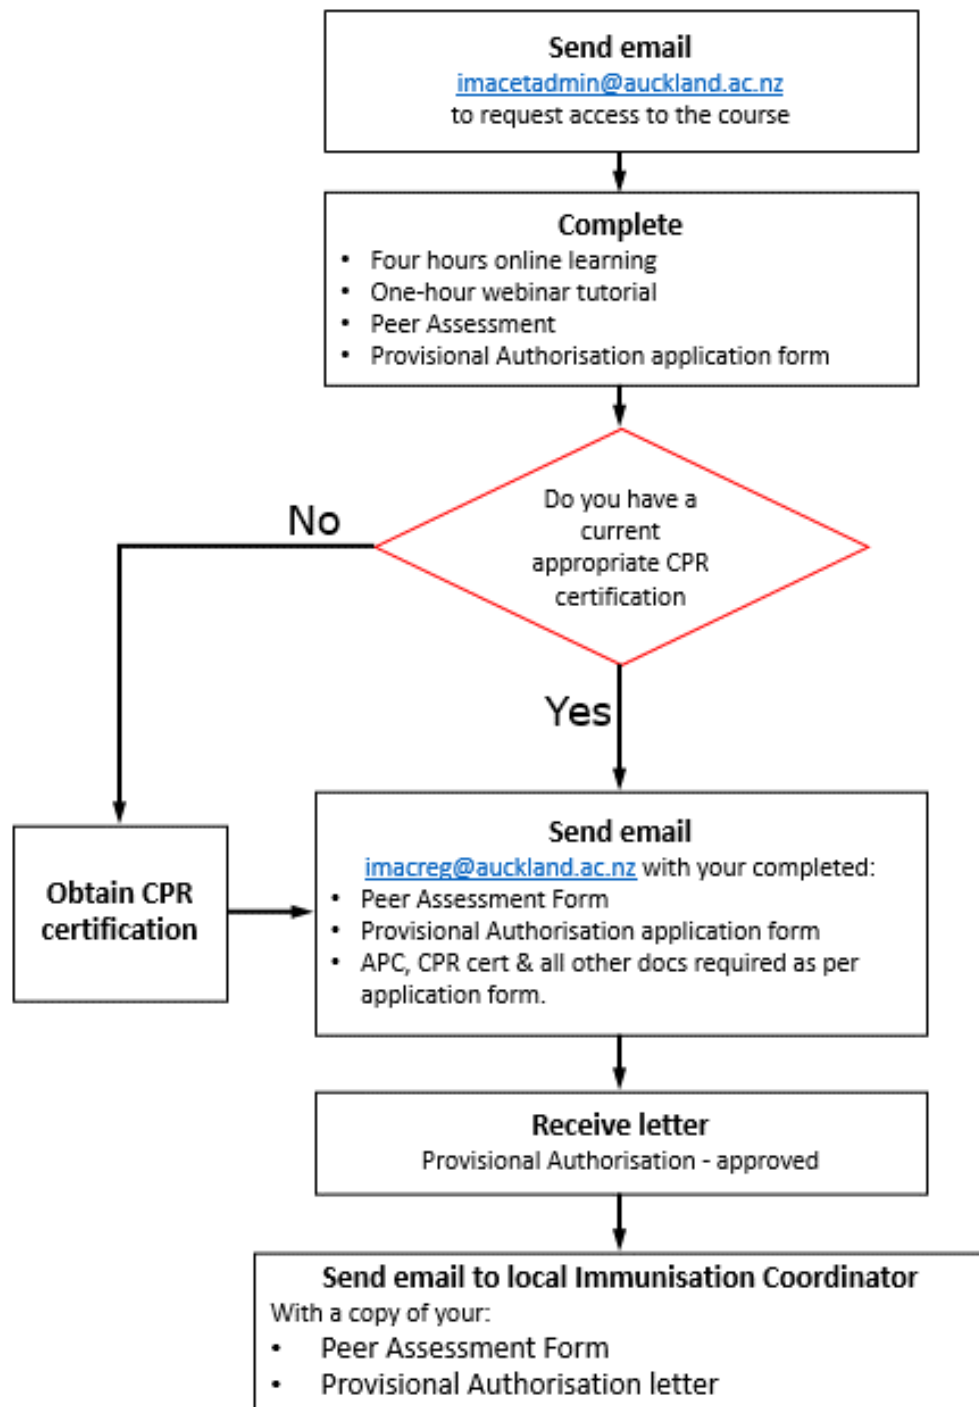 Send email
imacetadmin@auckland.ac.nz
to request access to the course
Complete
• Four hours online learning
• One-hour webinar tutorial
• Peer Assessment
• Provisional Authorisation application form
Do you have a
current
appropriate CPR
certification
No
Yes
Obtain CPR
certification
Send email
imacreg@auckland.ac.nz with your completed:
• Peer Assessment Form
• Provisional Authorisation application form
• APC, CPR cert & all other docs required as per
application form.
Receive letter
Provisional Authorisation - approved
Send email to local Immunisation Coordinator
With a copy of your:
• Peer Assessment Form
• Provisional Authorisation letter